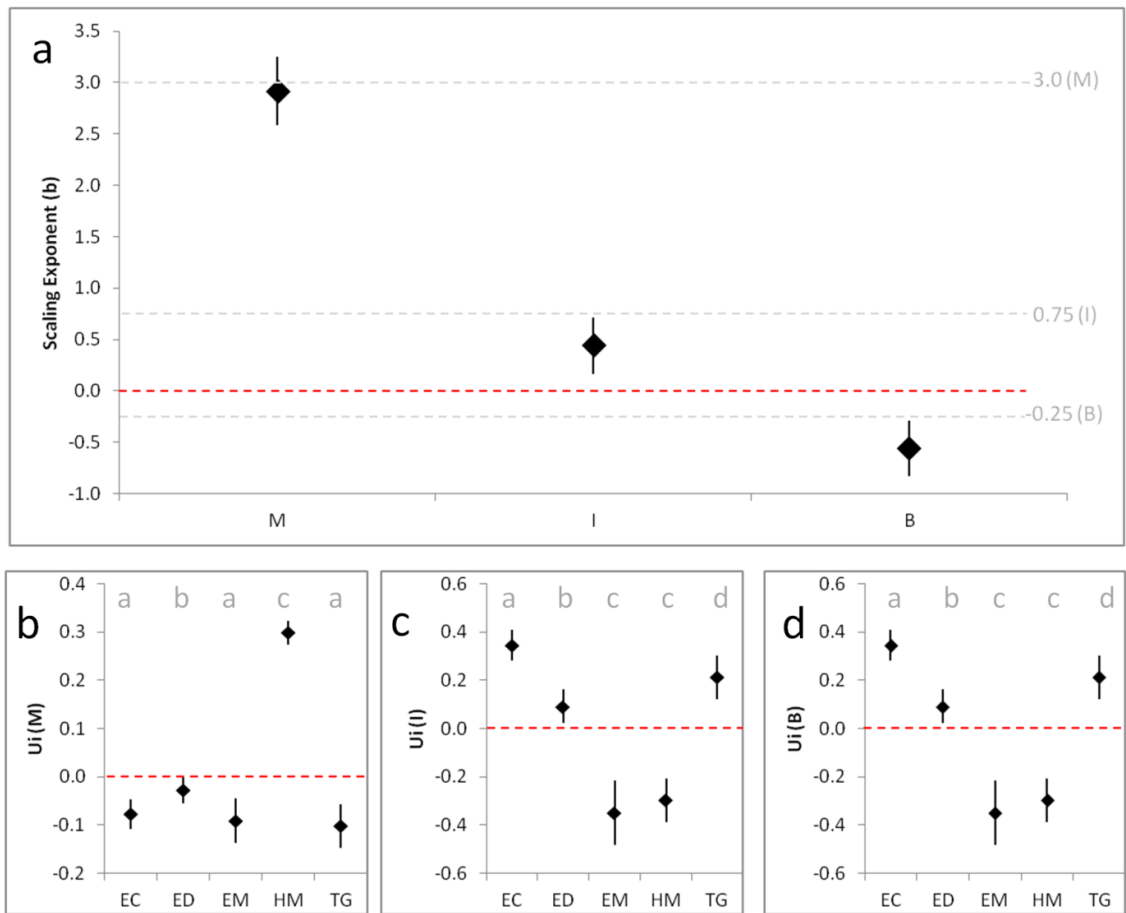 a
Scaling Exponent (b)
3.5
3.0
2.5
2.0
1.5
1.0
0.5
0.0
-0.5
-1.0
3.0 (M)
0.75 (I)
-0.25 (B)
M I B
b
Ui (M)
0.4
0.3
0.2
0.1
0.0
-0.1
-0.2
a b a c a
EC ED EM HM TG
c
Ui (I)
0.6
0.4
0.2
0.0
-0.2
-0.4
-0.6
a b c c d
EC ED EM HM TG
d
Ui (B)
0.6
0.4
0.2
0.0
-0.2
-0.4
-0.6
a b c c d
EC ED EM HM TG